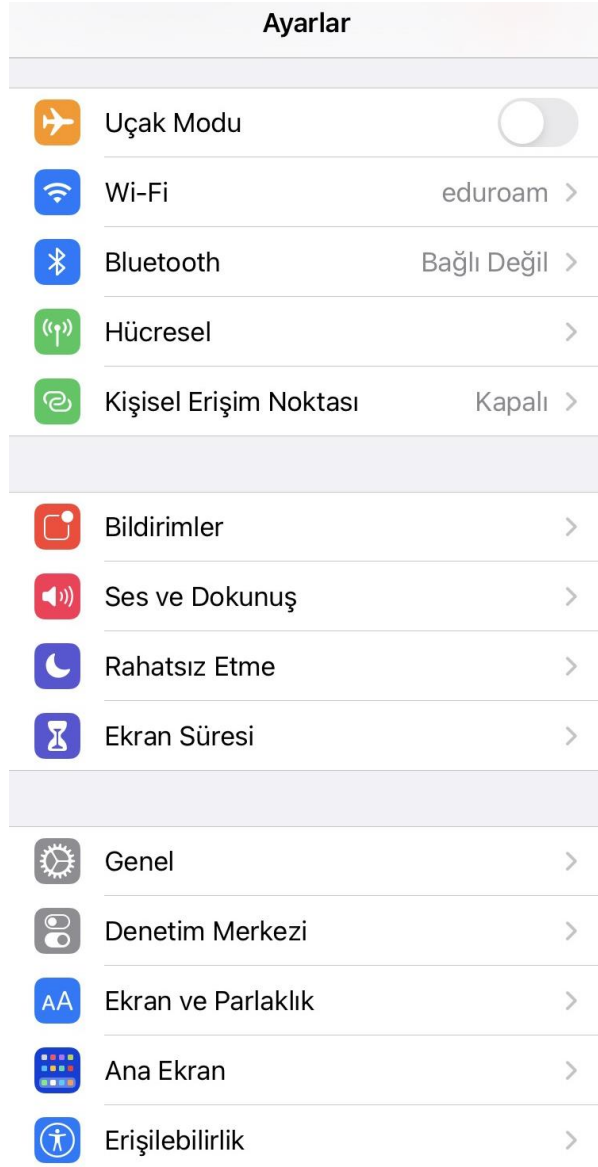 Ayarlar
Uçak Modu
Wi-Fi eduroam
Bluetooth Bağlı Değil
Hücresel
Kişisel Erişim Noktası Kapalı
Bildirimler
Ses ve Dokunuş
Rahatsız Etme
Ekran Süresi
Genel
Denetim Merkezi
AA Ekran ve Parlaklık
Ana Ekran
Erişilebilirlik